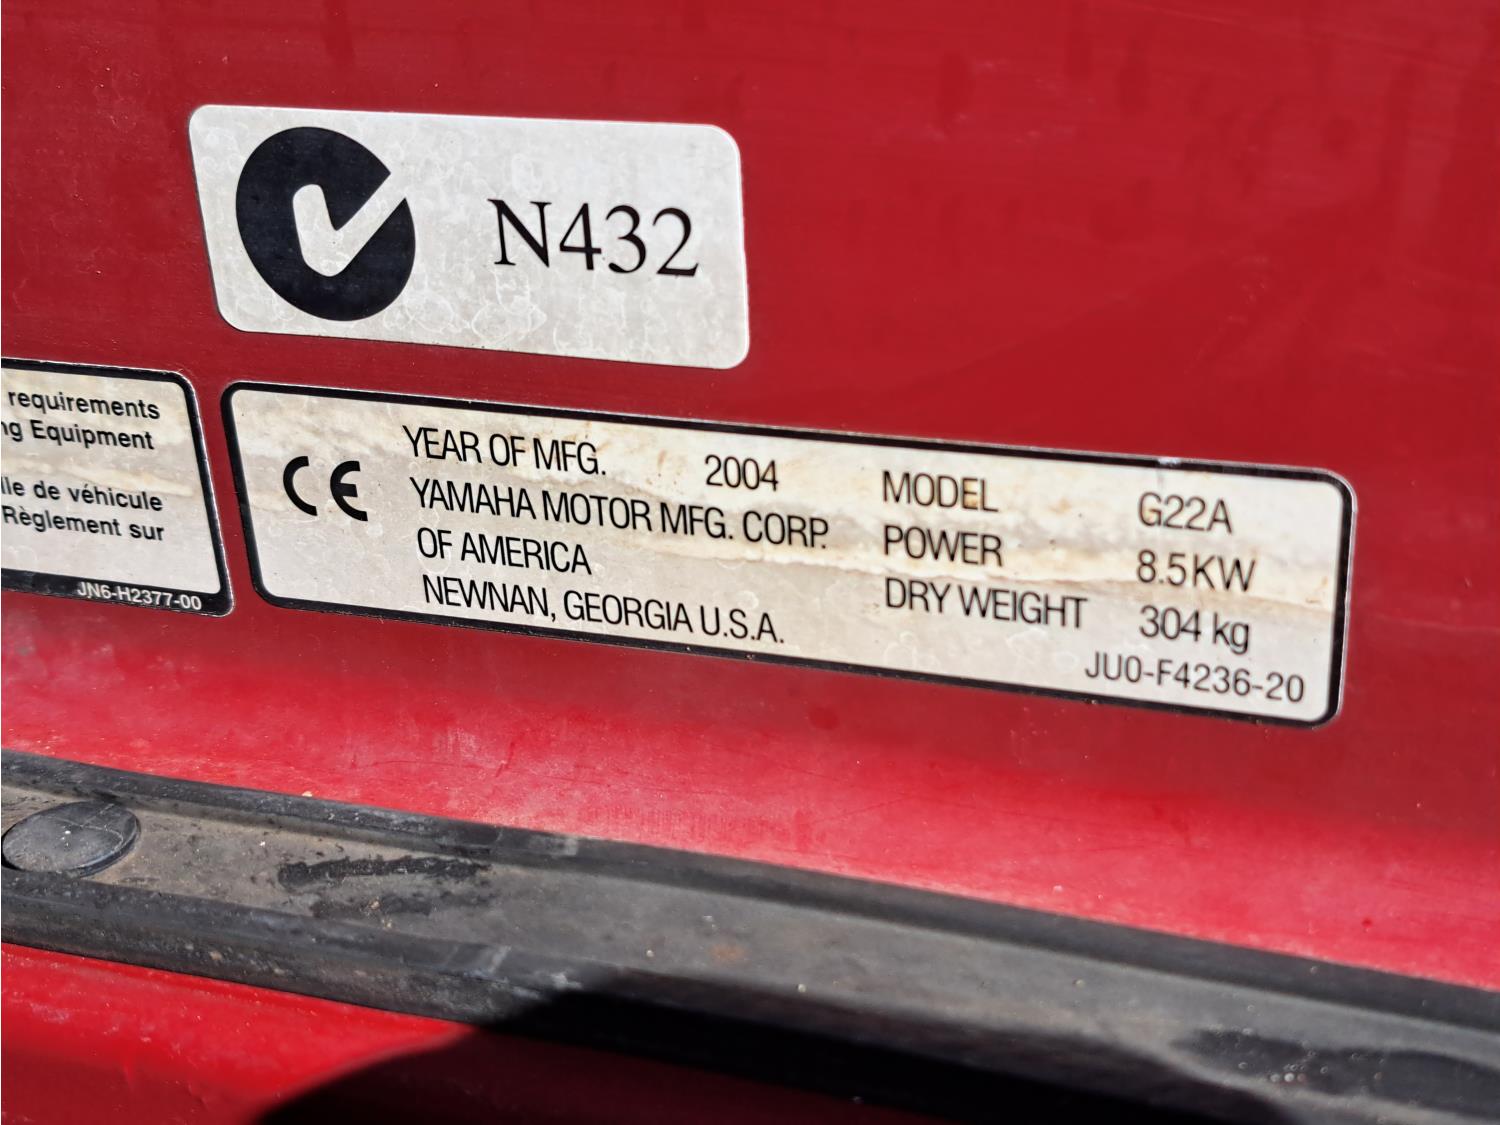 N432
requirements
Equipment
de véhicule
Règlement sur
JN6-H2377-00
CE
YEAR OF MFG. 2004
YAMAHA MOTOR MFG. CORP.
OF AMERICA
NEWNAN, GEORGIA U.S.A.
MODEL G22A
POWER 8.5KW
DRY WEIGHT 304 kg
JU0-F4236-20